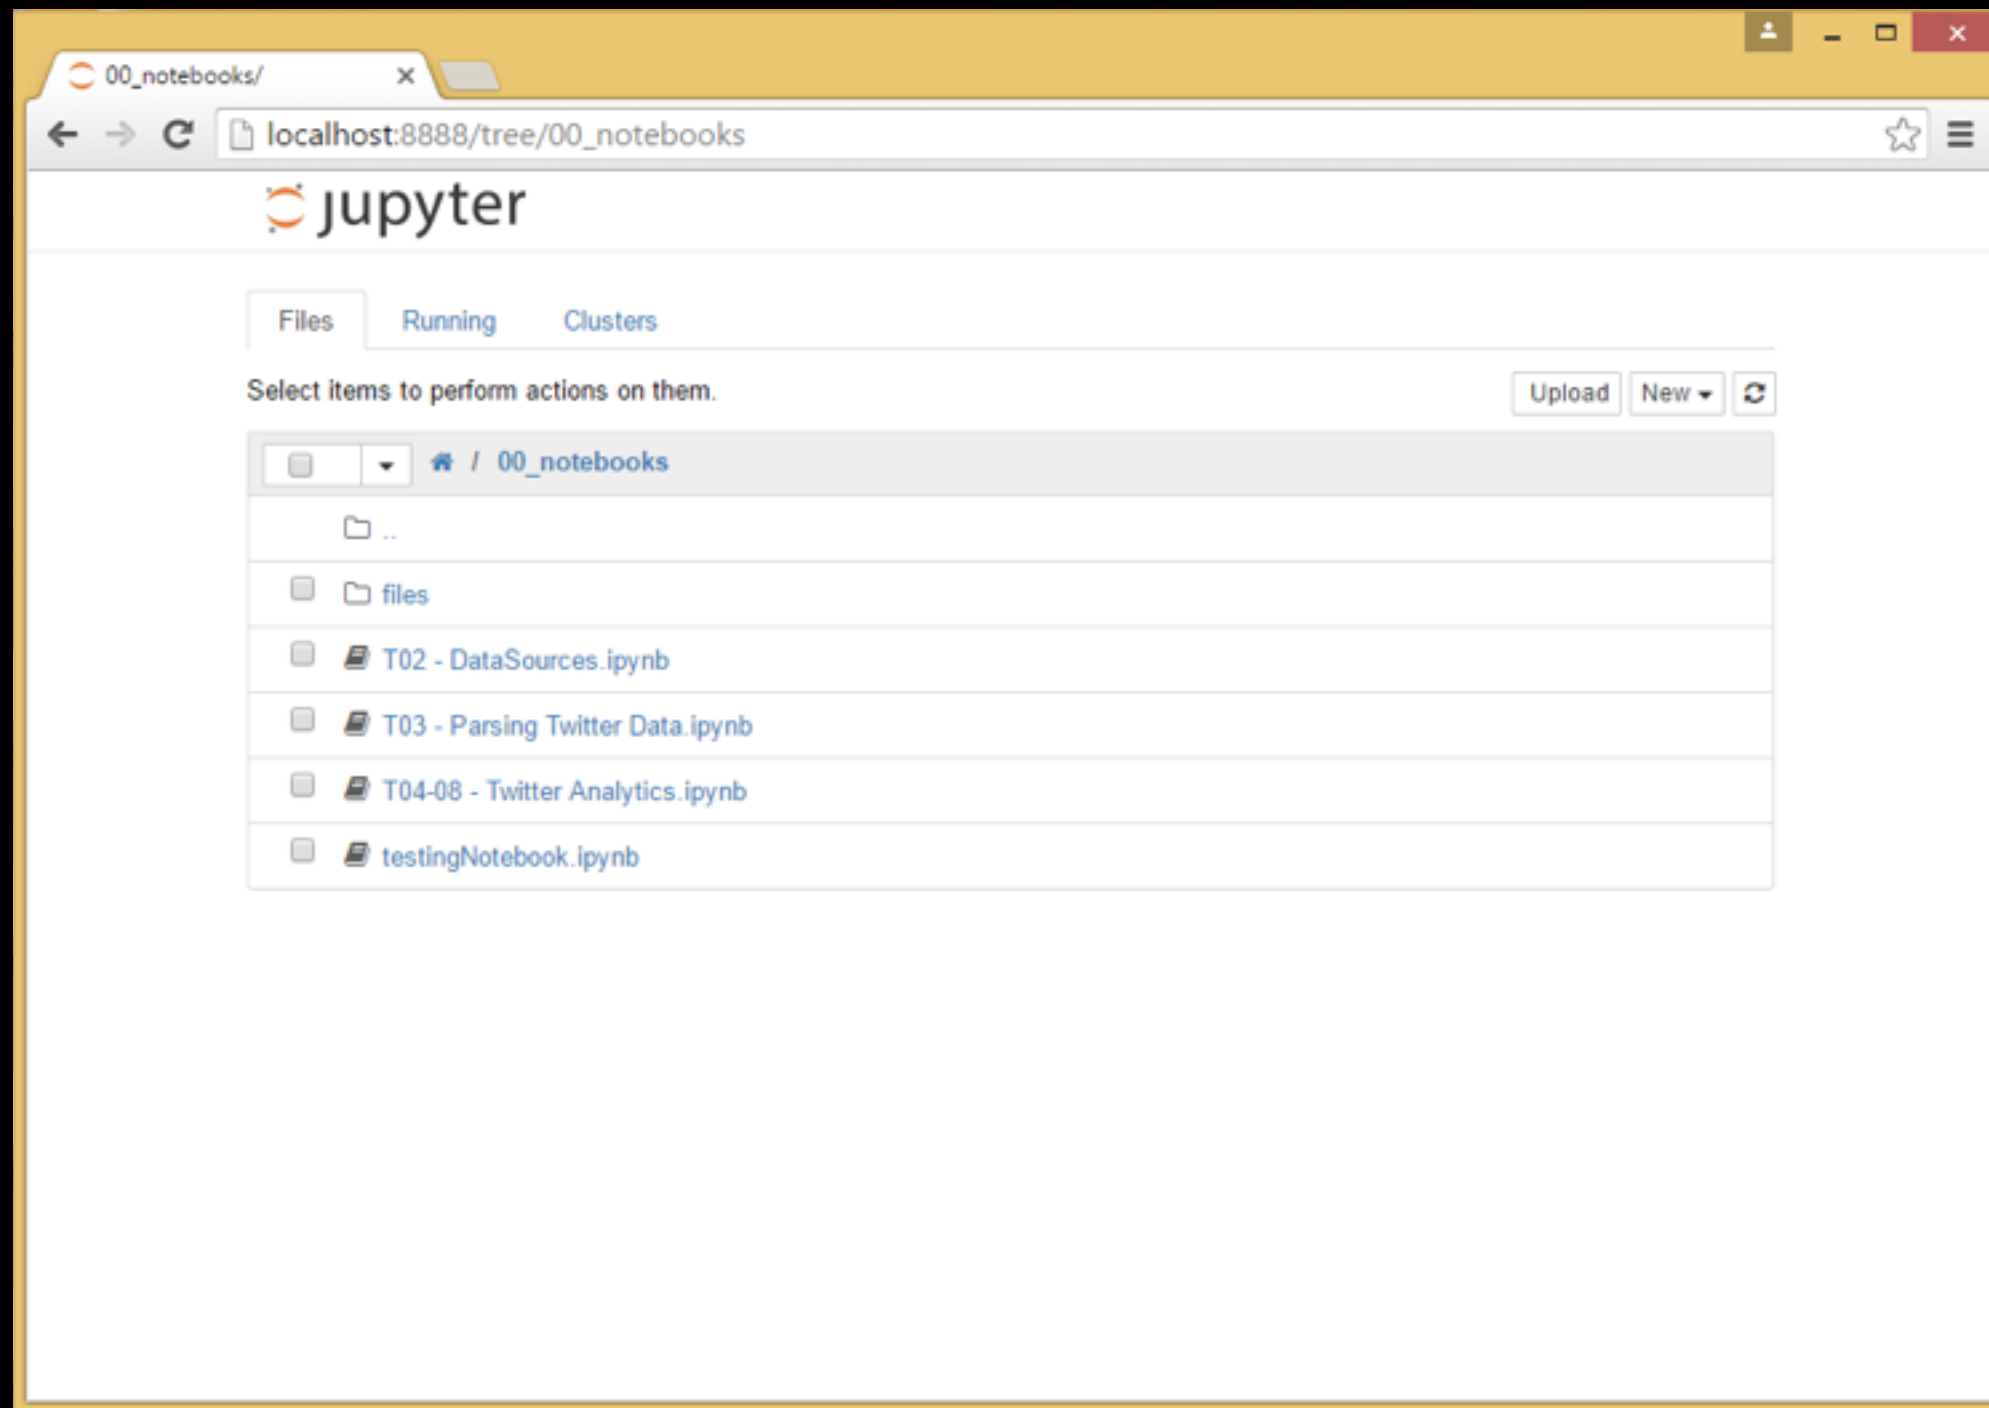 00_notebooks/
localhost:8888/tree/00_notebooks
jupyter
Files Running Clusters
Select items to perform actions on them. Upload New
/ 00_notebooks
..
files
T02 - DataSources.ipynb
T03 - Parsing Twitter Data.ipynb
T04-08 - Twitter Analytics.ipynb
testingNotebook.ipynb